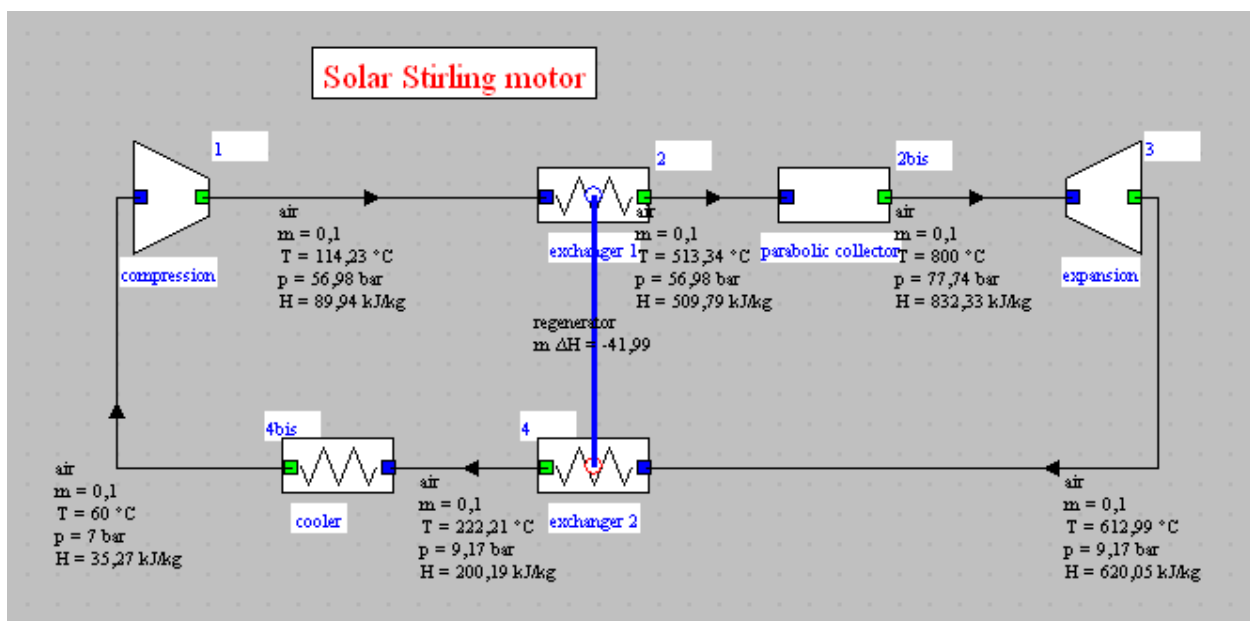 Solar Stirling motor
1
compression
air
m = 0,1
T = 114,23 °C
p = 56,98 bar
H = 89,94 kJ/kg
2
exchanger 1
air
m = 0,1
T = 513,34 °C
p = 56,98 bar
H = 509,79 kJ/kg
2bis
parabolic collector
air
m = 0,1
T = 800 °C
p = 77,74 bar
H = 832,33 kJ/kg
3
expansion
regenerator
m ΔH = -41,99
4bis
cooler
air
m = 0,1
T = 60 °C
p = 7 bar
H = 35,27 kJ/kg
4
exchanger 2
air
m = 0,1
T = 222,21 °C
p = 9,17 bar
H = 200,19 kJ/kg
air
m = 0,1
T = 612,99 °C
p = 9,17 bar
H = 620,05 kJ/kg